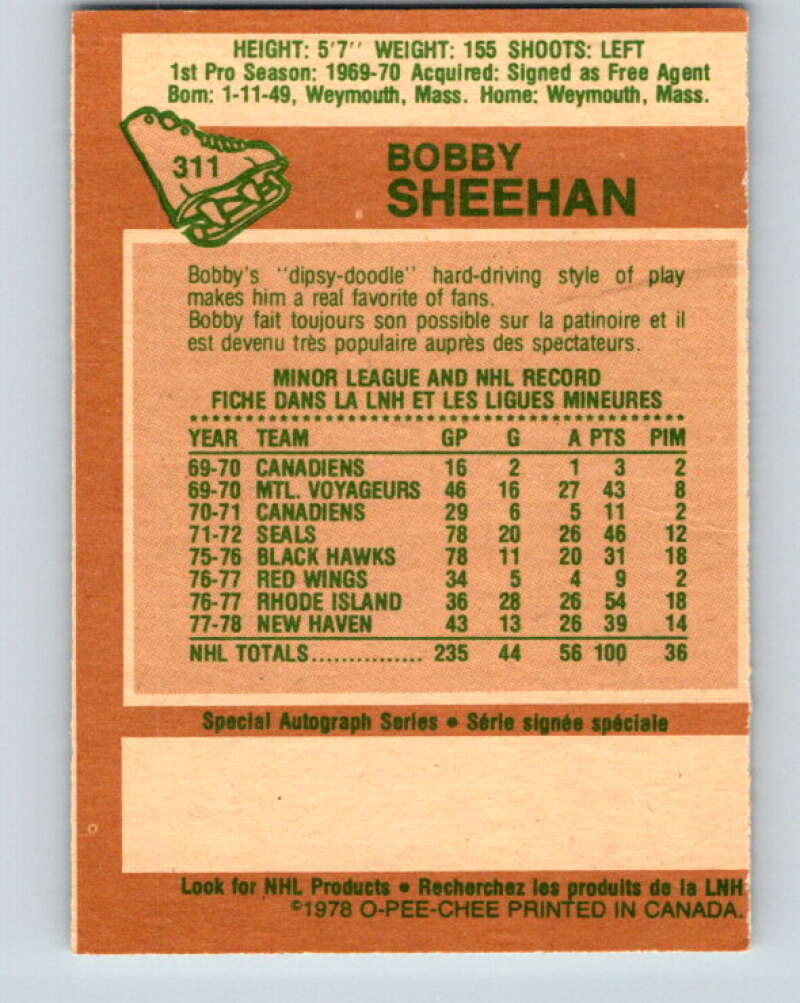 HEIGHT: 5'7" WEIGHT: 155 SHOOTS: LEFT
1st Pro Season: 1969-70 Acquired: Signed as Free Agent
Born: 1-11-49, Weymouth, Mass. Home: Weymouth, Mass.
311
BOBBY
SHEEHAN
Bobby's "dipsy-doodle" hard-driving style of play
makes him a real favorite of fans.
Bobby fait toujours son possible sur la patinoire et il
est devenu très populaire auprès des spectateurs.
MINOR LEAGUE AND NHL RECORD
FICHE DANS LA LNH ET LES LIGUES MINEURES
YEAR TEAM GP G A PTS PIM
69-70 CANADIENS 16 2 1 3 2
69-70 MTL. VOYAGEURS 46 16 27 43 8
70-71 CANADIENS 29 6 5 11 2
71-72 SEALS 78 20 26 46 12
75-76 BLACK HAWKS 78 11 20 31 18
76-77 RED WINGS 34 5 4 9 2
76-77 RHODE ISLAND 36 28 26 54 18
77-78 NEW HAVEN 43 13 26 39 14
NHL TOTALS............... 235 44 56 100 36
Special Autograph Series • Série signée spéciale
Look for NHL Products • Recherchez les produits de la LNH
©1978 O-PEE-CHEE PRINTED IN CANADA.